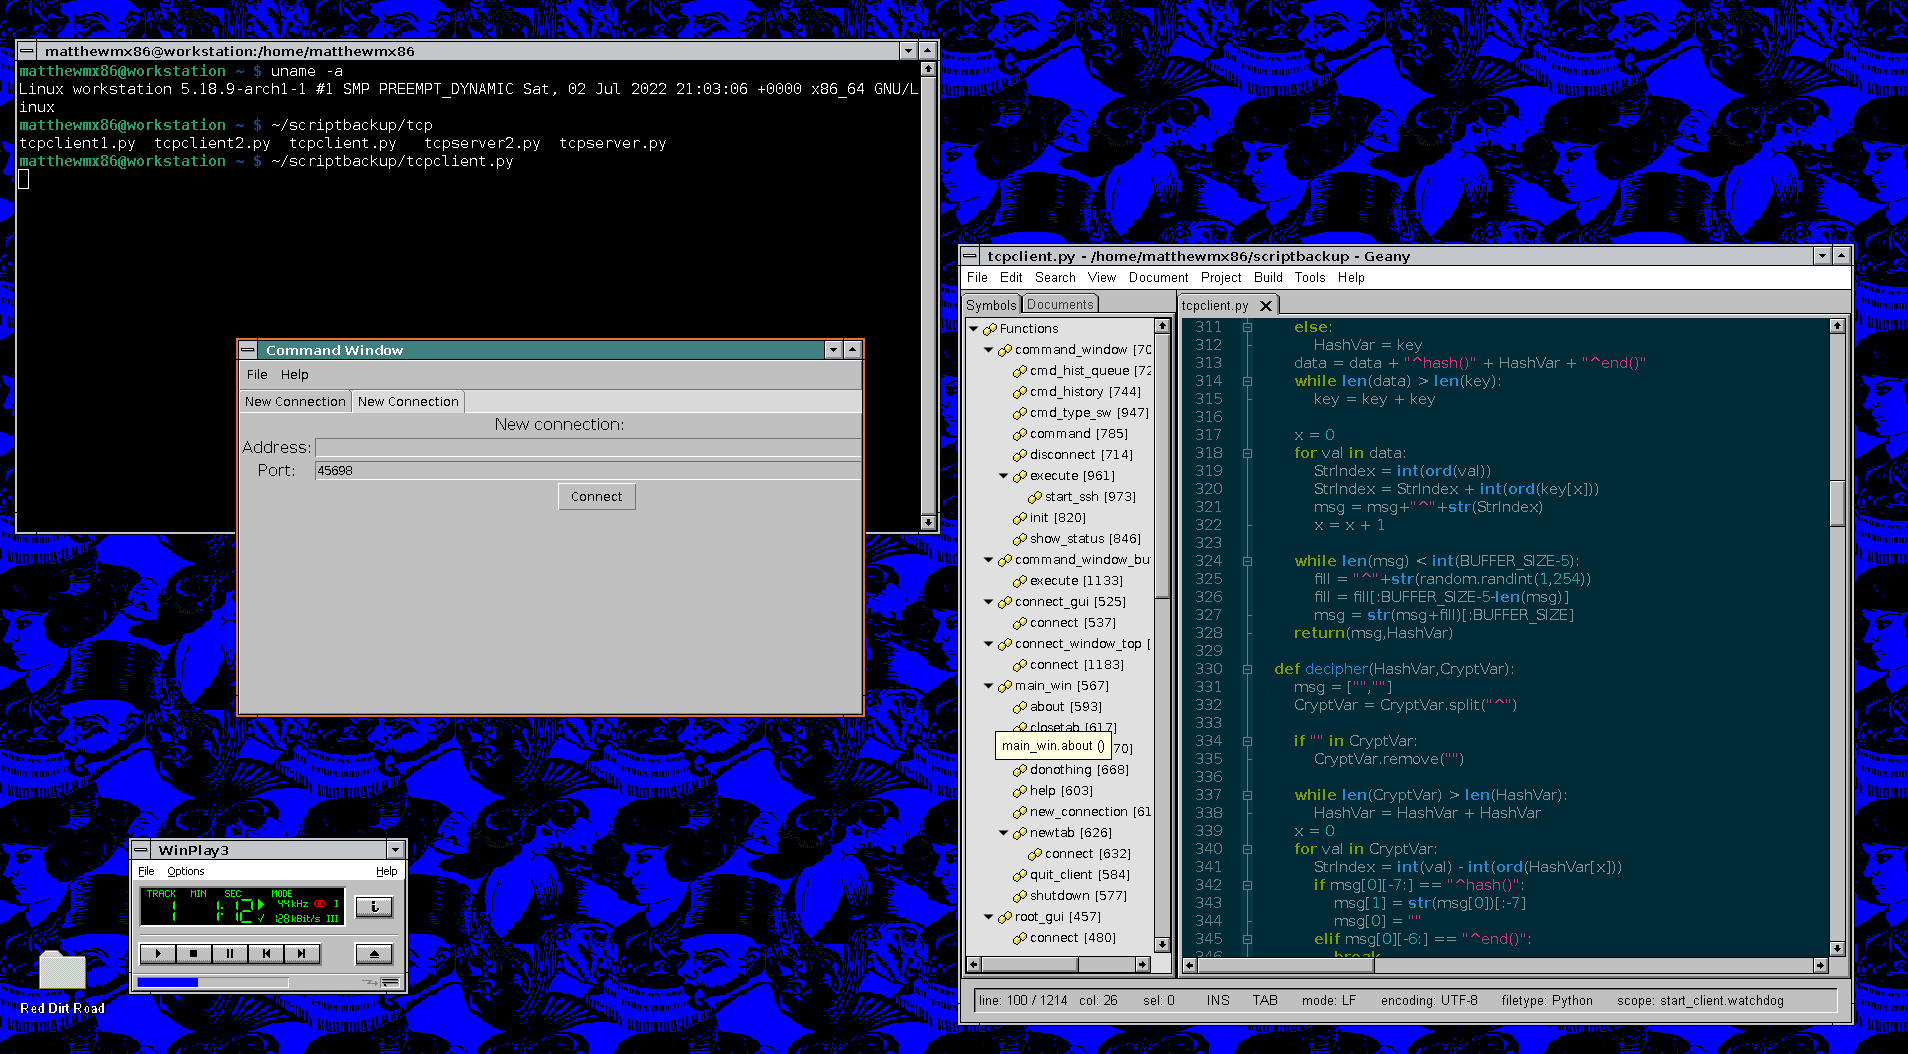 matthewmx86@workstation:/home/matthewmx86
matthewmx86@workstation ~ $ uname -a
Linux workstation 5.18.9-arch1-1 #1 SMP PREEMPT_DYNAMIC Sat, 02 Jul 2022 21:03:06 +0000 x86_64 GNU/L
inux
matthewmx86@workstation ~ $ ~/scriptbackup/tcp
tcpclient1.py  tcpclient2.py  tcpclient.py   tcpserver2.py  tcpserver.py
matthewmx86@workstation ~ $ ~/scriptbackup/tcpclient.py
Command Window
File Help
New Connection New Connection
New connection:
Address:
Port: 45698
Connect
WinPlay3
File Options Help
TRACK MIN SEC MODE
1 1:12 44kHz I
128kBit/s III
i
Red Dirt Road
tcpclient.py - /home/matthewmx86/scriptbackup - Geany
File Edit Search View Document Project Build Tools Help
Symbols Documents
Functions
command_window [70
cmd_hist_queue [72
cmd_history [744]
cmd_type_sw [947]
command [785]
disconnect [714]
execute [961]
start_ssh [973]
init [820]
show_status [846]
command_window_bu
execute [1133]
connect_gui [525]
connect [537]
connect_window_top [
connect [1183]
main_win [567]
about [593]
closetab [617]
main_win.about ()
70]
donothing [668]
help [603]
new_connection [61
newtab [626]
connect [632]
quit_client [584]
shutdown [577]
root_gui [457]
connect [480]
tcpclient.py
311 else:
312 HashVar = key
313 data = data + "^hash()" + HashVar + "^end()"
314 while len(data) > len(key):
315 key = key + key
316
317 x = 0
318 for val in data:
319 StrIndex = int(ord(val))
320 StrIndex = StrIndex + int(ord(key[x]))
321 msg = msg+"^"+str(StrIndex)
322 x = x + 1
323
324 while len(msg) < int(BUFFER_SIZE-5):
325 fill = "^"+str(random.randint(1,254))
326 fill = fill[:BUFFER_SIZE-5-len(msg)]
327 msg = str(msg+fill)[:BUFFER_SIZE]
328 return(msg,HashVar)
329
330 def decipher(HashVar,CryptVar):
331 msg = ["",""]
332 CryptVar = CryptVar.split("^")
333
334 if "" in CryptVar:
335 CryptVar.remove("")
336
337 while len(CryptVar) > len(HashVar):
338 HashVar = HashVar + HashVar
339 x = 0
340 for val in CryptVar:
341 StrIndex = int(val) - int(ord(HashVar[x]))
342 if msg[0][-7:] == "^hash()":
343 msg[1] = str(msg[0])[:-7]
344 msg[0] = ""
345 elif msg[0][-6:] == "^end()":
346 break
line: 100 / 1214 col: 26 sel: 0 INS TAB mode: LF encoding: UTF-8 filetype: Python scope: start_client.watchdog